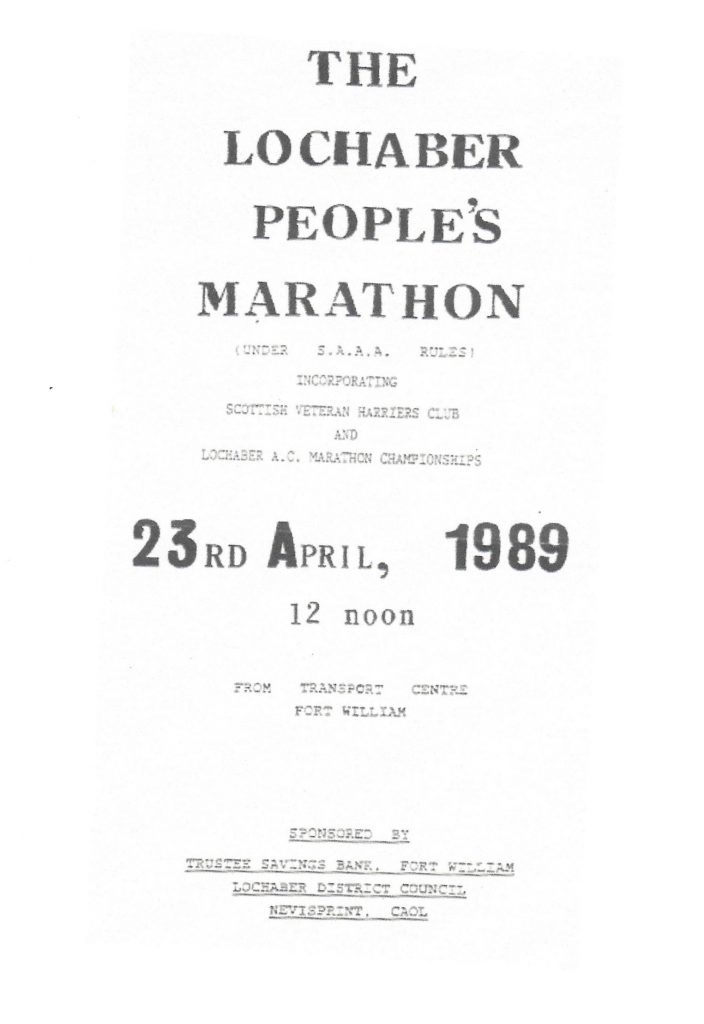 THE
LOCHABER
PEOPLE'S
MARATHON
(UNDER S.A.A.A. RULES)
INCORPORATING
SCOTTISH VETERAN HARRIERS CLUB
AND
LOCHABER A.C. MARATHON CHAMPIONSHIPS
23RD APRIL, 1989
12 noon
FROM TRANSPORT CENTRE
FORT WILLIAM
SPONSORED BY
TRUSTEE SAVINGS BANK. FORT WILLIAM
LOCHABER DISTRICT COUNCIL
NEVISPRINT. CAOL